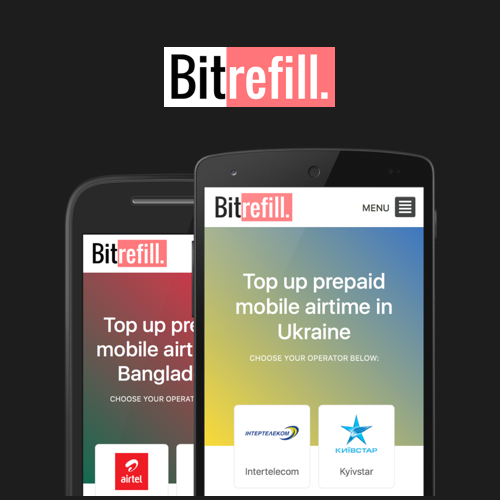 Bitrefill.
Bitrefill.
MENU
Top up prepaid
mobile airtime in
Ukraine
CHOOSE YOUR OPERATOR BELOW:
ІНТЕРТЕЛЕКОМ
Intertelecom
КИЇВСТАР
Kyivstar
Bitrefill.
Top up pre
mobile airt
Banglad
CHOOSE YOUR OPERAT
airtel